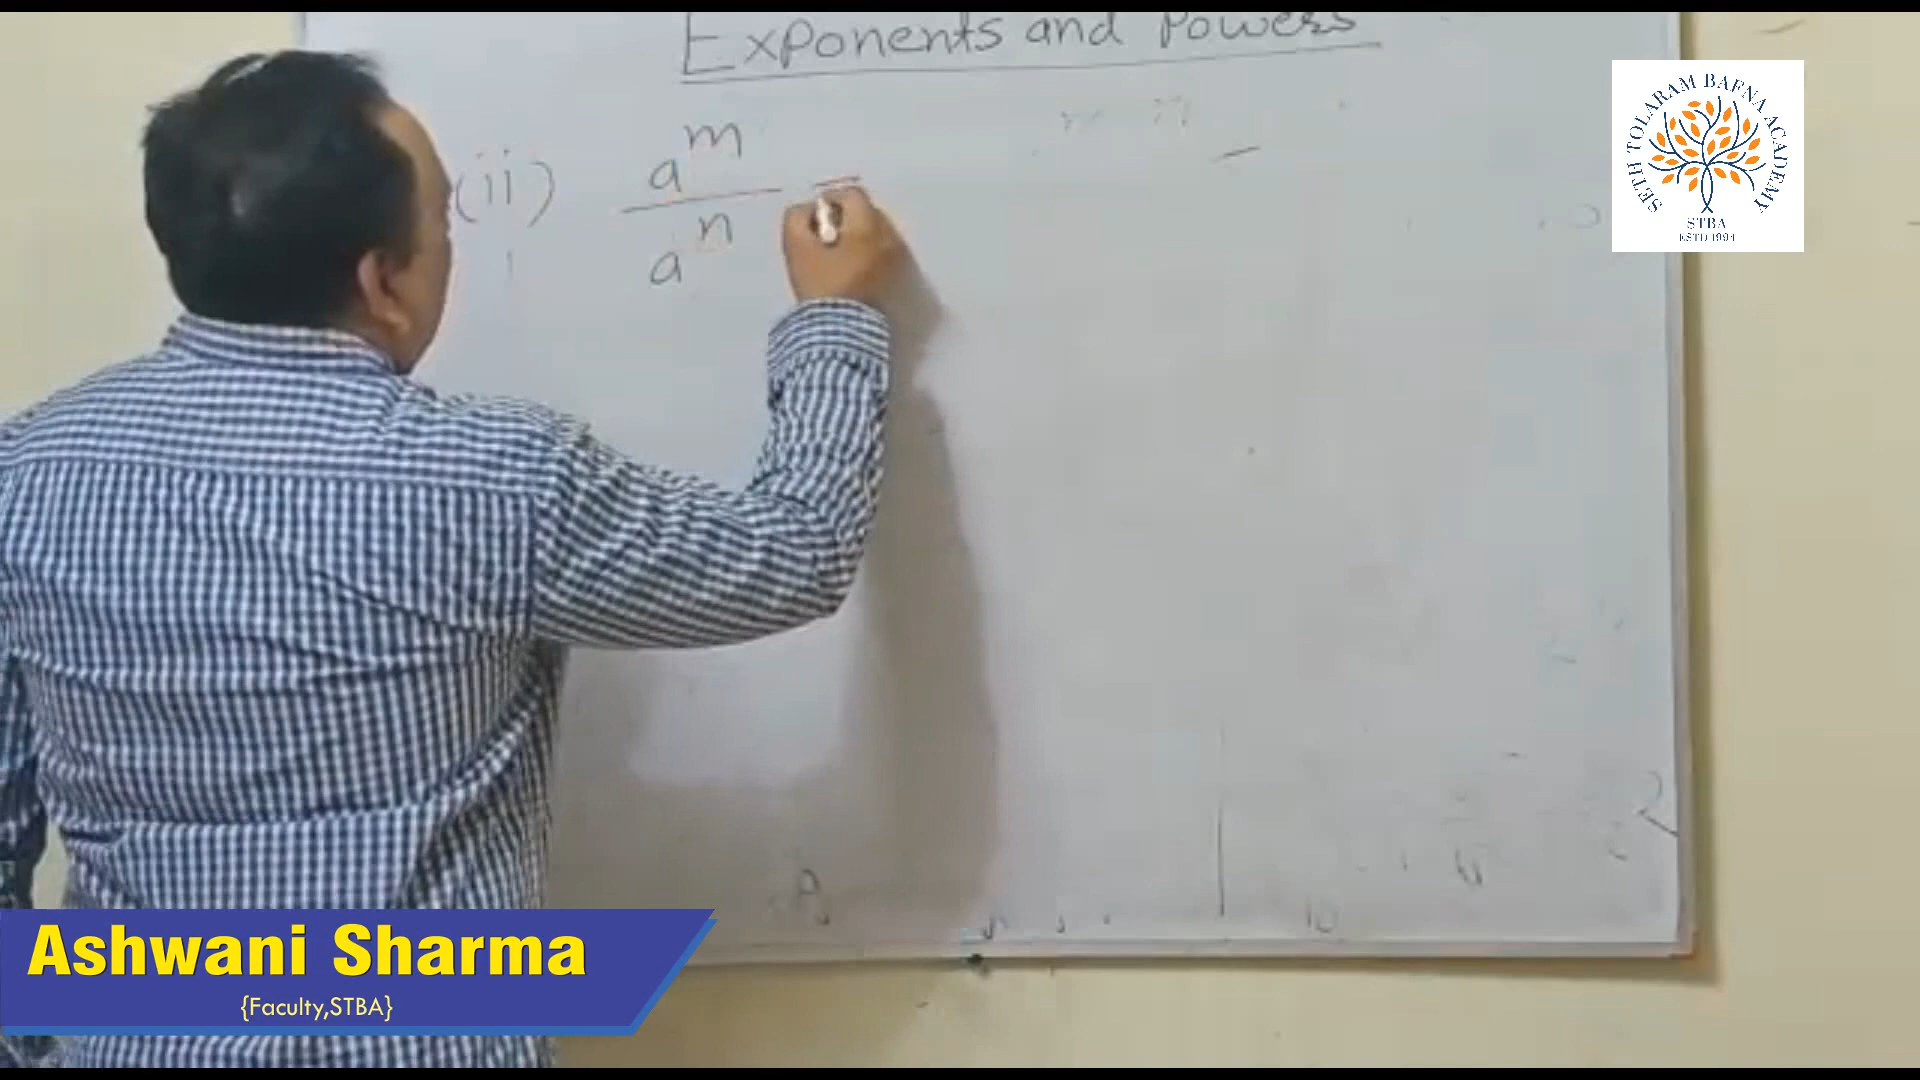 Exponents and Powers
(ii) a^m / a^n =
SETH TOLARAM BAFNA ACADEMY
STBA
ESTD 1994
Ashwani Sharma
{Faculty,STBA}